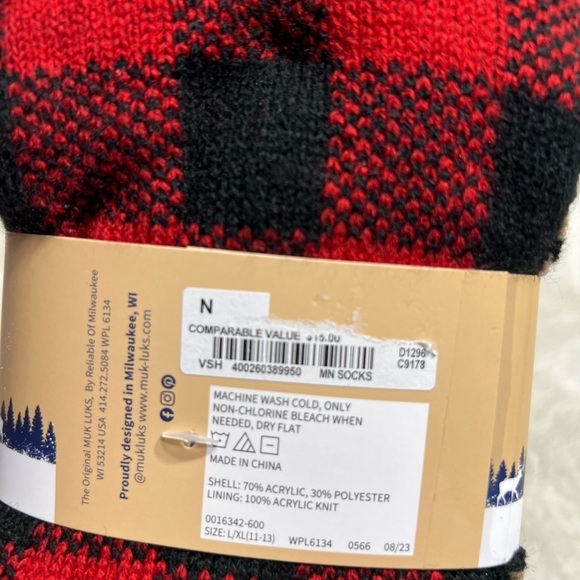 The Original MUK LUKS, By Reliable Of Milwaukee
WI 53214 USA 414.272.5084 WPL 6134
Proudly designed in Milwaukee, WI
@mukluks www.muk-luks.com
N
COMPARABLE VALUE $15.00
D1296
C9178
VSH 400260389950 MN SOCKS
MACHINE WASH COLD, ONLY
NON-CHLORINE BLEACH WHEN
NEEDED, DRY FLAT
MADE IN CHINA
SHELL: 70% ACRYLIC, 30% POLYESTER
LINING: 100% ACRYLIC KNIT
0016342-600
SIZE: L/XL(11-13) WPL6134 0566 08/23